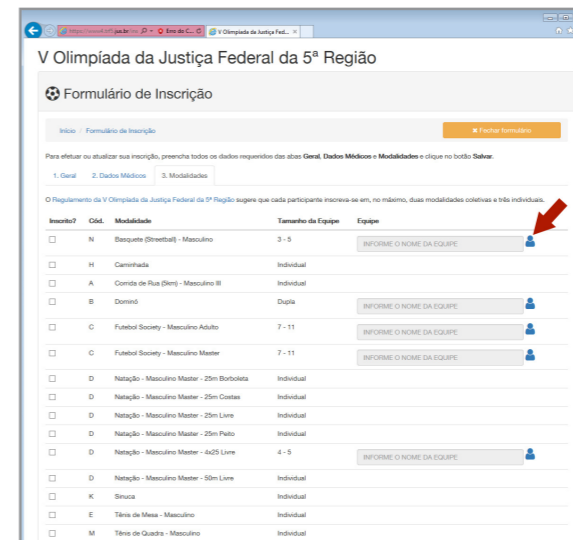 Erro do C...
V Olimpíada da Justiça Fed...
V Olimpíada da Justiça Federal da 5ª Região
Formulário de Inscrição
Início / Formulário de Inscrição
✖ Fechar formulário
Para efetuar ou atualizar sua inscrição, preencha todos os dados requeridos das abas Geral, Dados Médicos e Modalidades e clique no botão Salvar.
1. Geral 2. Dados Médicos 3. Modalidades
O Regulamento da V Olimpíada da Justiça Federal da 5ª Região sugere que cada participante inscreva-se em, no máximo, duas modalidades coletivas e três individuais.
Inscrito? Cód. Modalidade Tamanho da Equipe Equipe
N Basquete (Streetball) - Masculino 3 - 5 INFORME O NOME DA EQUIPE
H Caminhada Individual
A Corrida de Rua (5km) - Masculino III Individual
B Dominó Dupla INFORME O NOME DA EQUIPE
C Futebol Society - Masculino Adulto 7 - 11 INFORME O NOME DA EQUIPE
C Futebol Society - Masculino Master 7 - 11 INFORME O NOME DA EQUIPE
D Natação - Masculino Master - 25m Borboleta Individual
D Natação - Masculino Master - 25m Costas Individual
D Natação - Masculino Master - 25m Livre Individual
D Natação - Masculino Master - 25m Peito Individual
D Natação - Masculino Master - 4x25 Livre 4 - 5 INFORME O NOME DA EQUIPE
D Natação - Masculino Master - 50m Livre Individual
K Sinuca Individual
E Tênis de Mesa - Masculino Individual
M Tênis de Quadra - Masculino Individual